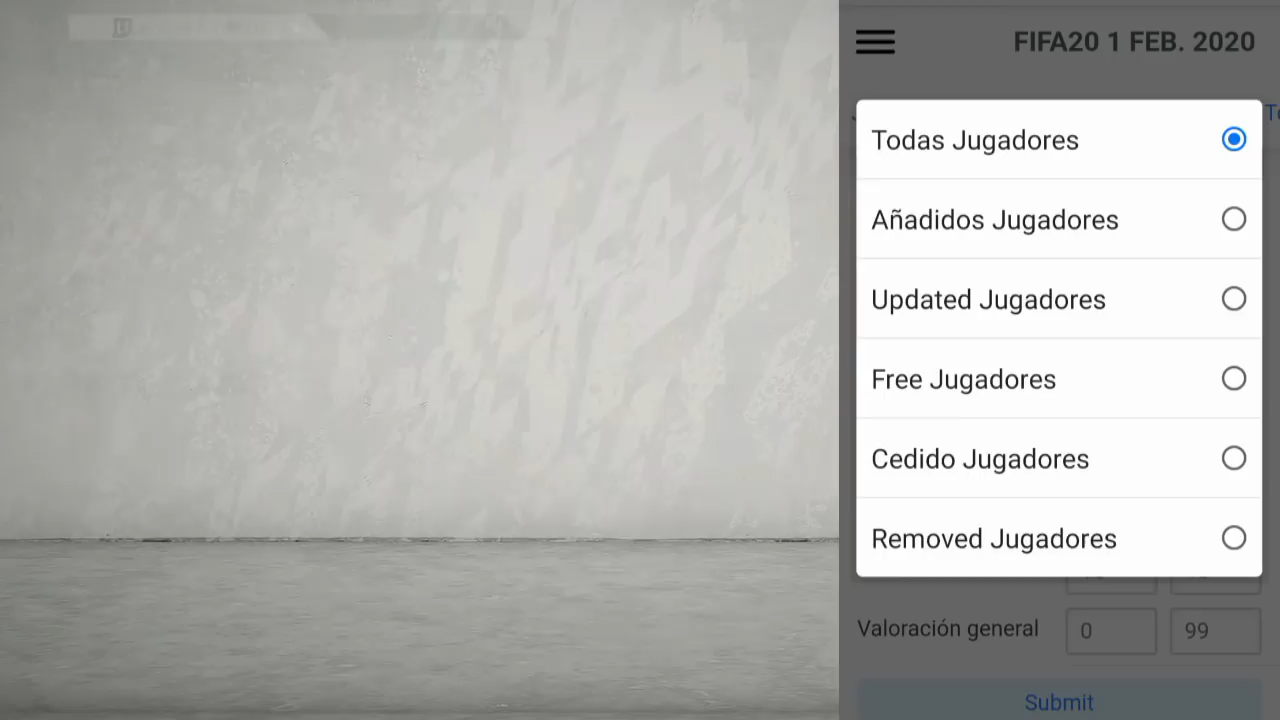 FIFA20 1 FEB. 2020
Todas Jugadores
Añadidos Jugadores
Updated Jugadores
Free Jugadores
Cedido Jugadores
Removed Jugadores
Valoración general 0 99
Submit